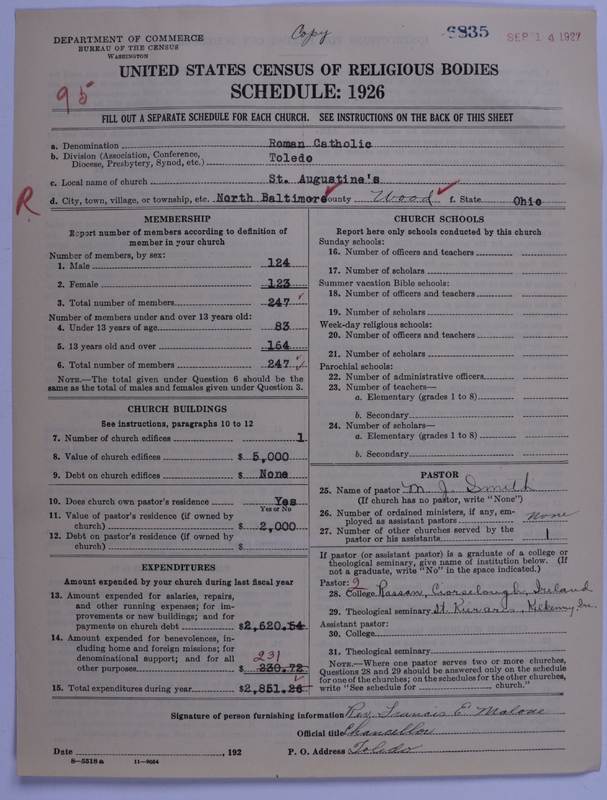 Copy
8835
SEP 14 1927
DEPARTMENT OF COMMERCE
BUREAU OF THE CENSUS
WASHINGTON
UNITED STATES CENSUS OF RELIGIOUS BODIES
95
SCHEDULE: 1926
FILL OUT A SEPARATE SCHEDULE FOR EACH CHURCH. SEE INSTRUCTIONS ON THE BACK OF THIS SHEET
a. Denomination Roman Catholic
b. Division (Association, Conference, Diocese, Presbytery, Synod, etc.) Toledo
c. Local name of church St. Augustine's
R
d. City, town, village, or township, etc. North Baltimore County Wood f. State Ohio
MEMBERSHIP
Report number of members according to definition of
member in your church
Number of members, by sex:
1. Male 124
2. Female 123
3. Total number of members 247
Number of members under and over 13 years old:
4. Under 13 years of age 83
5. 13 years old and over 164
6. Total number of members 247
NOTE.—The total given under Question 6 should be
same as the total of males and females given under Question 3.
CHURCH BUILDINGS
See instructions, paragraphs 10 to 12
7. Number of church edifices 1
8. Value of church edifices $ 5,000
9. Debt on church edifices $ None
10. Does church own pastor's residence Yes
Yes or No
11. Value of pastor's residence (if owned by
church) $ 2,000
12. Debt on pastor's residence (if owned by
church) $
EXPENDITURES
Amount expended by your church during last fiscal year
13. Amount expended for salaries, repairs,
and other running expenses; for im-
provements or new buildings; and for
payments on church debt $2,620.54
14. Amount expended for benevolences, in-
cluding home and foreign missions; for
denominational support; and for all
231
other purposes $ 230.72
15. Total expenditures during year $2,851.26
CHURCH SCHOOLS
Report here only schools conducted by this church
Sunday schools:
16. Number of officers and teachers
17. Number of scholars
Summer vacation Bible schools:
18. Number of officers and teachers
19. Number of scholars
Week-day religious schools:
20. Number of officers and teachers
21. Number of scholars
Parochial schools:
22. Number of administrative officers
23. Number of teachers—
a. Elementary (grades 1 to 8)
b. Secondary
24. Number of scholars—
a. Elementary (grades 1 to 8)
b. Secondary
PASTOR
25. Name of pastor M. J. Smith
(If church has no pastor, write "None")
26. Number of ordained ministers, if any, em-
ployed as assistant pastors none
27. Number of other churches served by the
pastor or his assistants 1
If pastor (or assistant pastor) is a graduate of a college or
theological seminary, give name of institution below. (If
not a graduate, write "No" in the space indicated.)
Pastor: 2
28. College Ireland
29. Theological seminary St. Kierans, Kilkenny, Ire.
Assistant pastor:
30. College
31. Theological seminary
NOTE.—Where one pastor serves two or more churches,
Questions 28 and 29 should be answered only on the schedule
for one of the churches; on the schedules for the other churches,
write "See schedule for church."
Signature of person furnishing information Rev. Francis E. Malone
Official title Chancellor
Date , 192 P. O. Address Toledo
8—5518a 11—9064